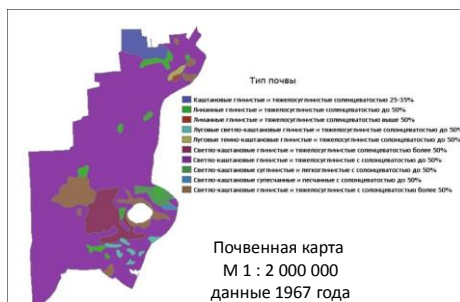 Тип почвы
Каштановые глинистые и тяжелосуглинистые солонцеватостью 25-35%
Лиманные глинистые и тяжелосуглинистые солонцеватостью до 50%
Лиманные глинистые и тяжелосуглинистые солонцеватостью выше 50%
Луговые светло-каштановые глинистые и тяжелосуглинистые солонцеватостью до 50%
Луговые темно-каштановые глинистые и тяжелосуглинистые солонцеватостью до 50%
Светло-каштановые глинистые и тяжелосуглинистые солонцеватостью более 50%
Светло-каштановые глинистые и тяжелосуглинистые с солонцеватостью до 50%
Светло-каштановые суглинистые и легкоглинистые с солонцеватостью до 50%
Светло-каштановые супесчаные и песчаные с солонцеватостью до 50%
Светло-каштановые глинистые и тяжелосуглинистые с солонцеватостью более 50%
Почвенная карта
М 1 : 2 000 000
данные 1967 года